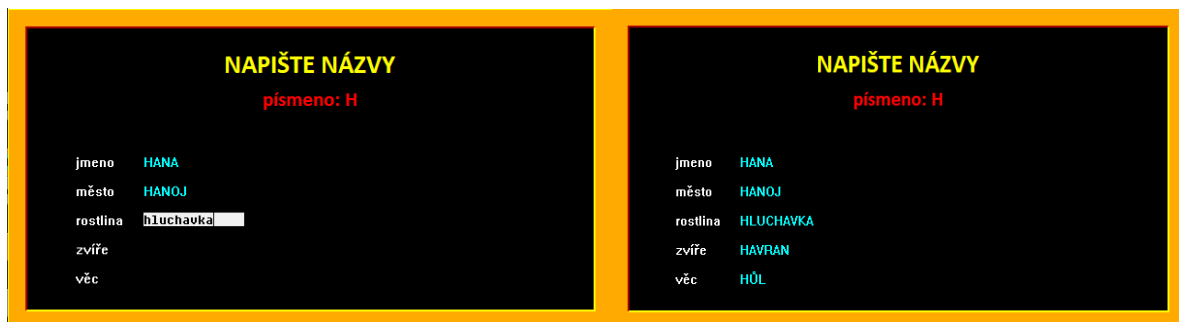 NAPIŠTE NÁZVY
písmeno: H
jmeno HANA
město HANOJ
rostlina hluchavka
zvíře
věc
NAPIŠTE NÁZVY
písmeno: H
jmeno HANA
město HANOJ
rostlina HLUCHAVKA
zvíře HAVRAN
věc HŮL